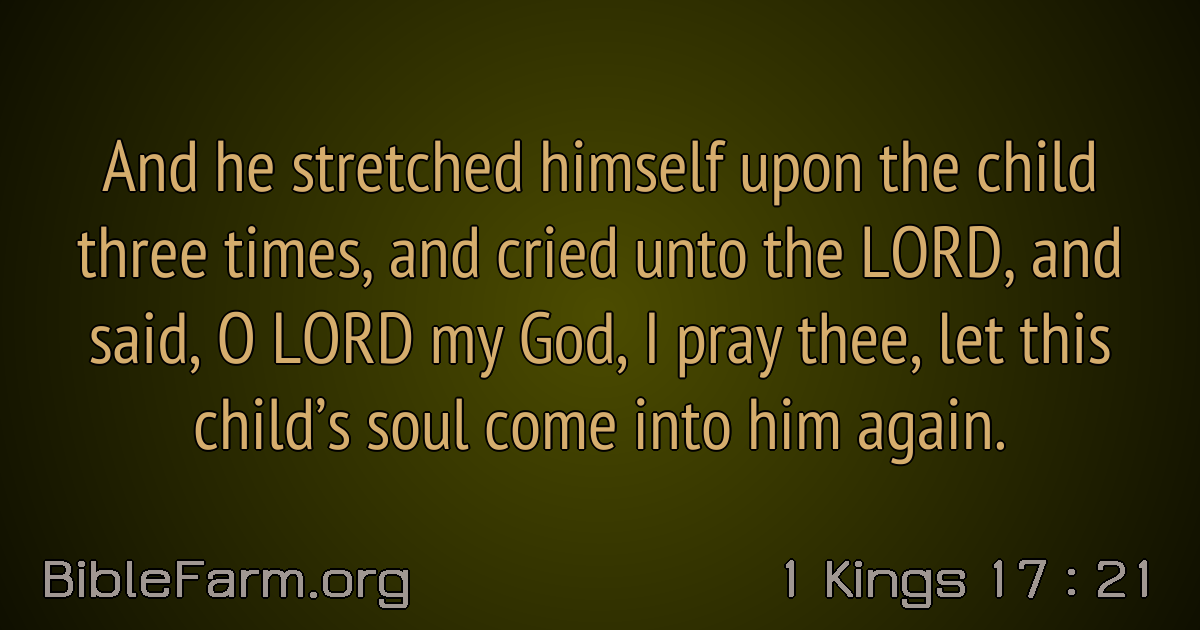 And he stretched himself upon the child
three times, and cried unto the LORD, and
said, O LORD my God, I pray thee, let this
child’s soul come into him again.
BibleFarm.org
1 Kings 17 : 21